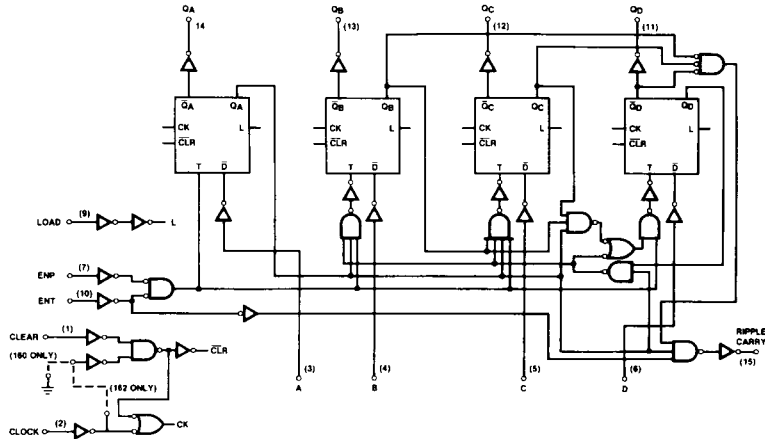 QA QB QC QD
14 (13) (12) (11)
Q̅A QA Q̅B QB Q̅C QC Q̅D QD
CK L CK L CK L CK L
C̅L̅R̅ C̅L̅R̅ C̅L̅R̅ C̅L̅R̅
T D̅ T D̅ T D̅ T D̅
LOAD (9) L
ENP (7)
ENT (10)
CLEAR (1)
(160 ONLY) C̅L̅R̅
(162 ONLY)
CLOCK (2) CK
(3) (4) (5) (6)
A B C D
RIPPLE
CARRY
(15)